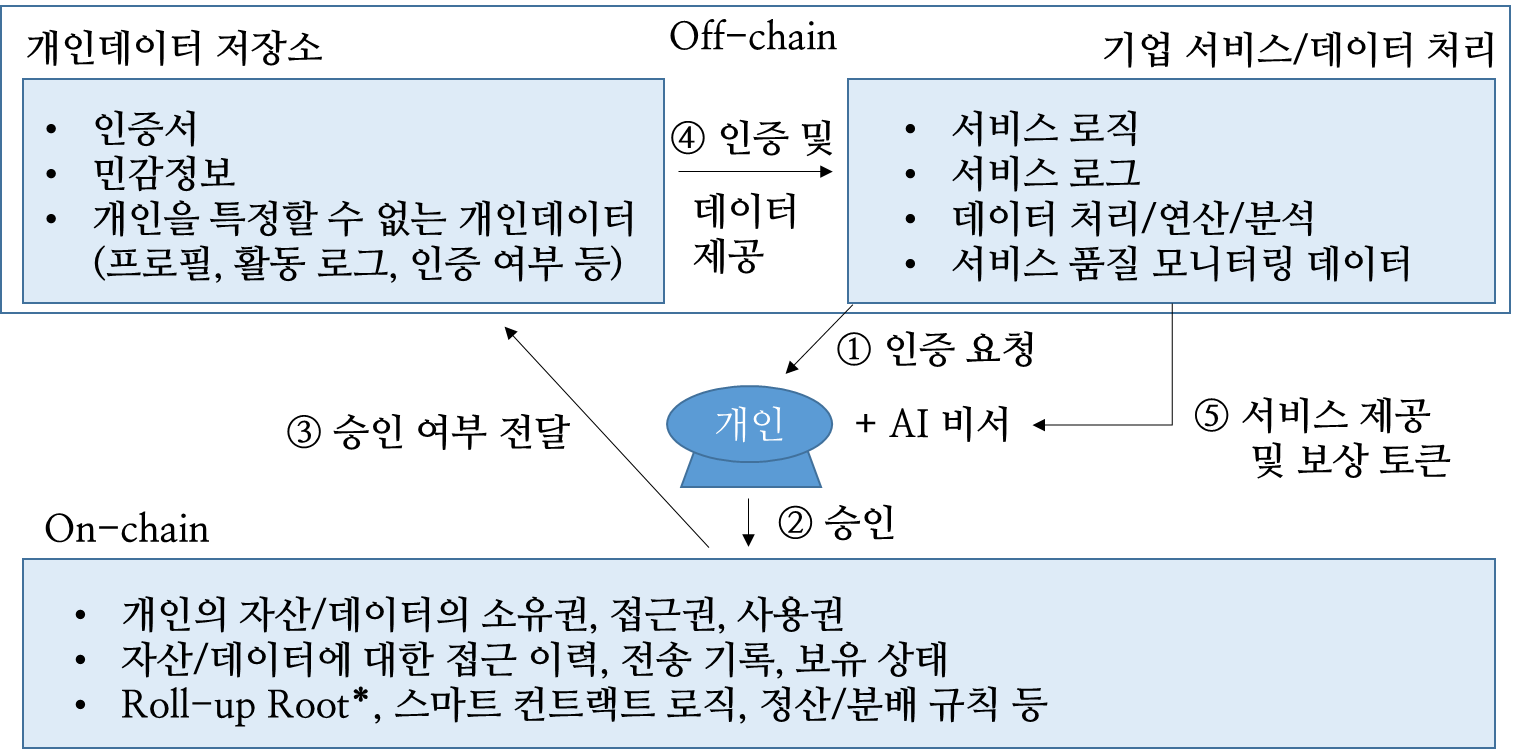 Off-chain
개인데이터 저장소
• 인증서
• 민감정보
• 개인을 특정할 수 없는 개인데이터
(프로필, 활동 로그, 인증 여부 등)
④ 인증 및
데이터
제공
기업 서비스/데이터 처리
• 서비스 로직
• 서비스 로그
• 데이터 처리/연산/분석
• 서비스 품질 모니터링 데이터
① 인증 요청
③ 승인 여부 전달
개인
+ AI 비서
⑤ 서비스 제공
및 보상 토큰
② 승인
On-chain
• 개인의 자산/데이터의 소유권, 접근권, 사용권
• 자산/데이터에 대한 접근 이력, 전송 기록, 보유 상태
• Roll-up Root*, 스마트 컨트랙트 로직, 정산/분배 규칙 등